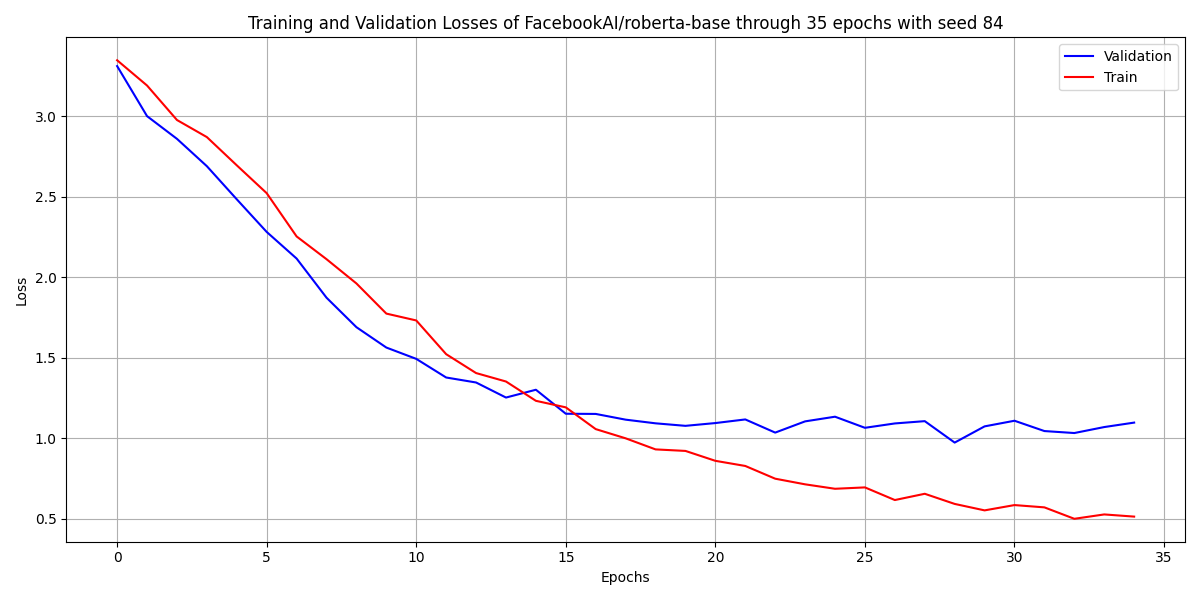 Training and Validation Losses of FacebookAI/roberta-base through 35 epochs with seed 84
Validation
Train
3.0
2.5
2.0
1.5
1.0
0.5
Loss
0
5
10
15
20
25
30
35
Epochs